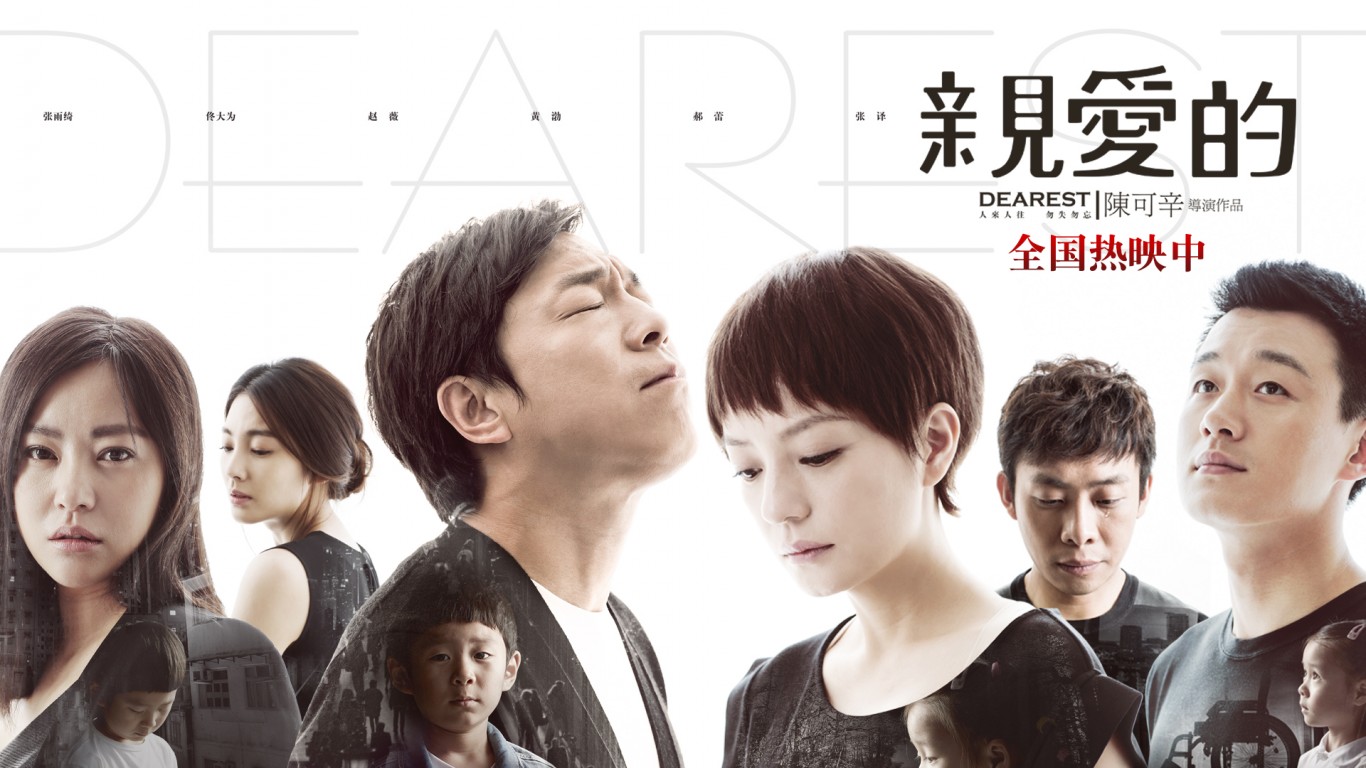 DEAREST
张雨绮 佟大为 赵薇 黄渤 郝蕾 张译
親愛的
DEAREST
人來人往 勿失勿忘
陳可辛 導演作品
全国热映中